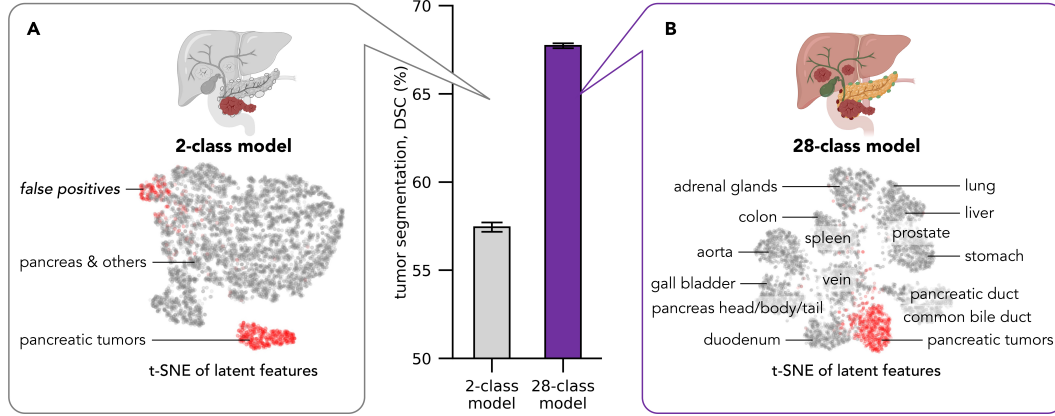 A
2-class model
false positives
pancreas & others
pancreatic tumors
t-SNE of latent features
tumor segmentation, DSC (%)
70
65
60
55
50
2-class
model
28-class
model
B
28-class model
adrenal glands
lung
colon
liver
spleen
prostate
aorta
stomach
gall bladder
vein
pancreatic duct
pancreas head/body/tail
common bile duct
duodenum
pancreatic tumors
t-SNE of latent features